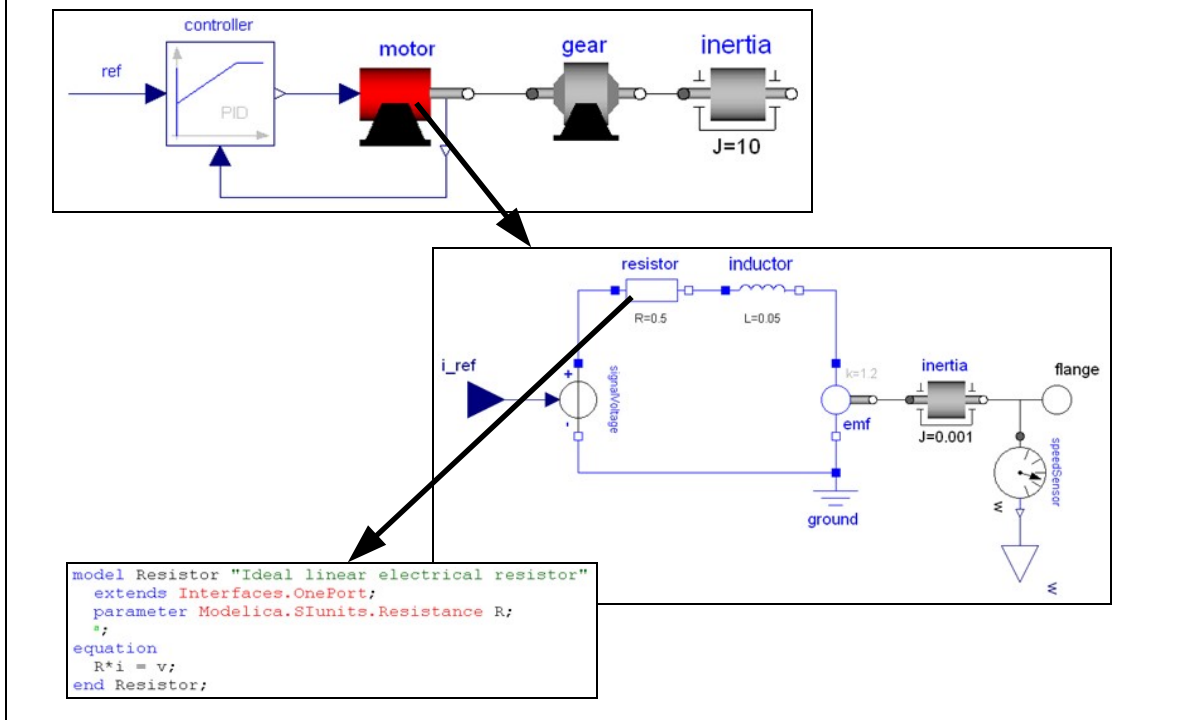 controller
ref
motor
gear
inertia
PID
J=10
resistor
inductor
R=0.5
L=0.05
i_ref
+
signalVoltage
-
k=1.2
emf
inertia
J=0.001
flange
speedSensor
w
ground
w
model Resistor "Ideal linear electrical resistor"
extends Interfaces.OnePort;
parameter Modelica.SIunits.Resistance R;
a;
equation
R*i = v;
end Resistor;